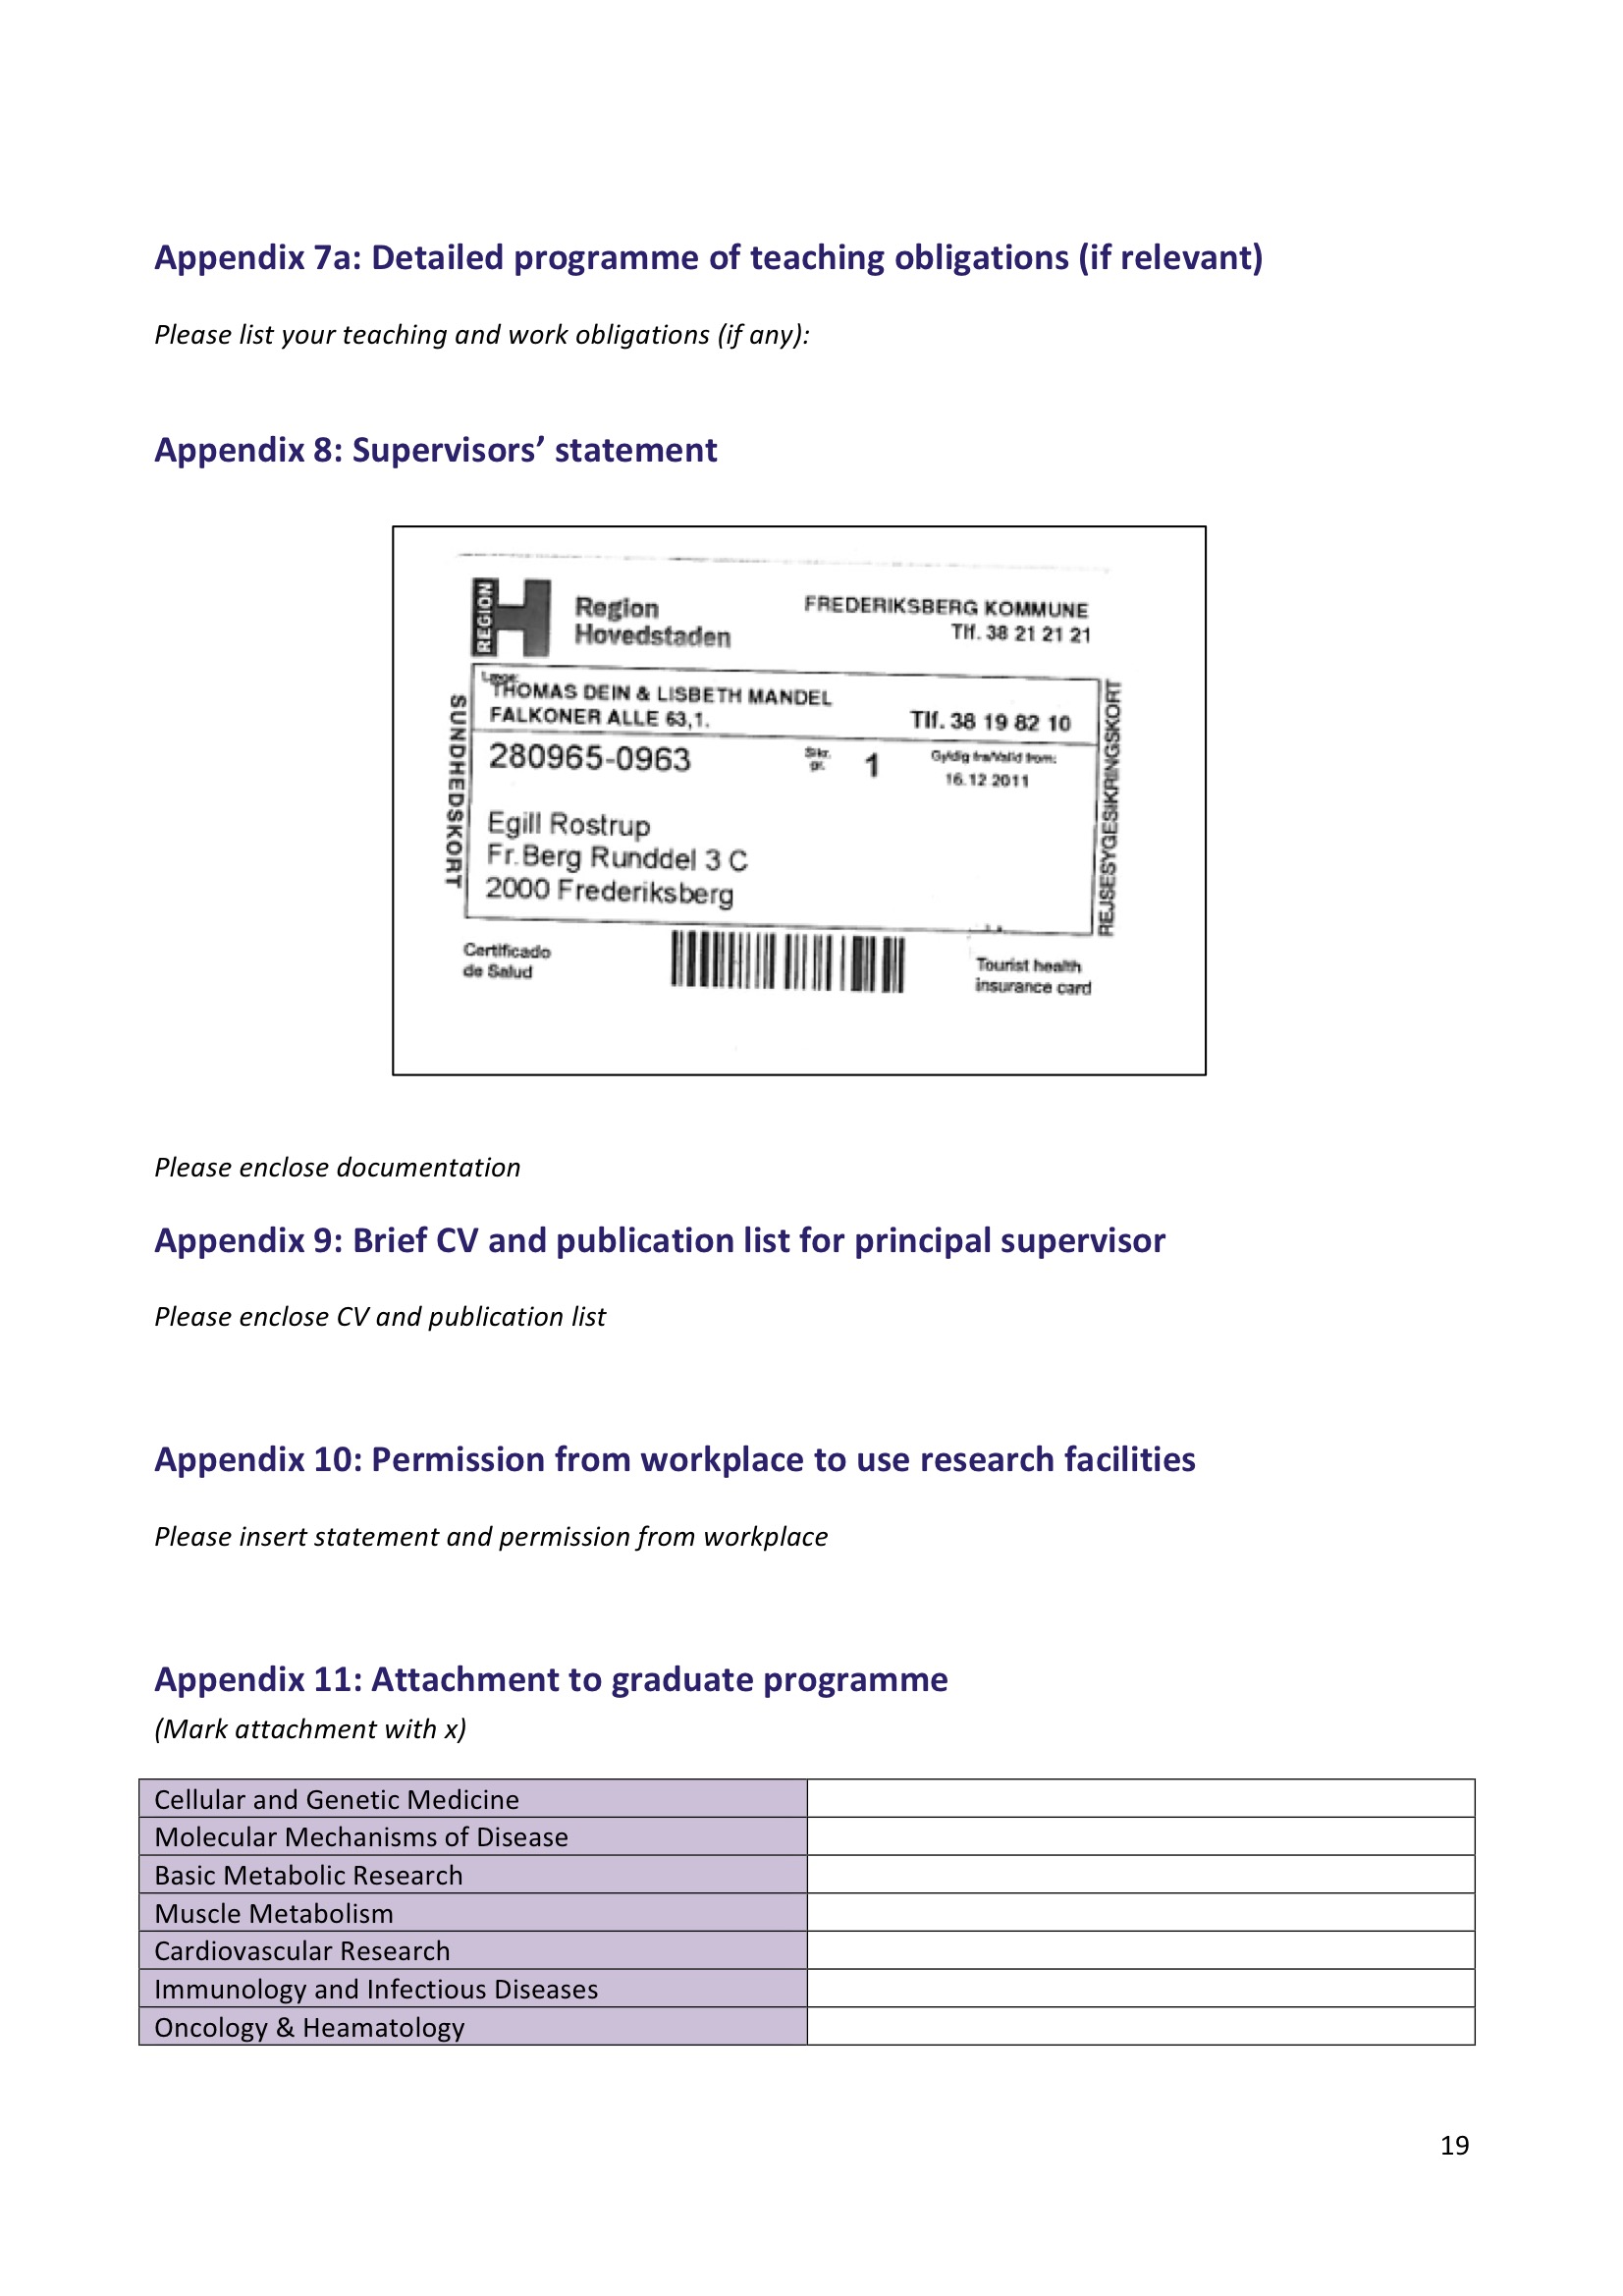 Appendix 7a: Detailed programme of teaching obligations (if relevant)
Please list your teaching and work obligations (if any):
Appendix 8: Supervisors’ statement
REGION
Region
Hovedstaden
FREDERIKSBERG KOMMUNE
Tlf. 38 21 21 21
Læge:
THOMAS DEIN & LISBETH MANDEL
FALKONER ALLE 63,1.
Tlf. 38 19 82 10
280965-0963
Sikr.
gr.
1
Gyldig fra/Valid from:
16.12 2011
Egill Rostrup
Fr.Berg Runddel 3 C
2000 Frederiksberg
SUNDHEDSKORT
REJSESYGESIKRINGSKORT
Certificado
de Salud
Tourist health
insurance card
Please enclose documentation
Appendix 9: Brief CV and publication list for principal supervisor
Please enclose CV and publication list
Appendix 10: Permission from workplace to use research facilities
Please insert statement and permission from workplace
Appendix 11: Attachment to graduate programme
(Mark attachment with x)
Cellular and Genetic Medicine
Molecular Mechanisms of Disease
Basic Metabolic Research
Muscle Metabolism
Cardiovascular Research
Immunology and Infectious Diseases
Oncology & Heamatology
19